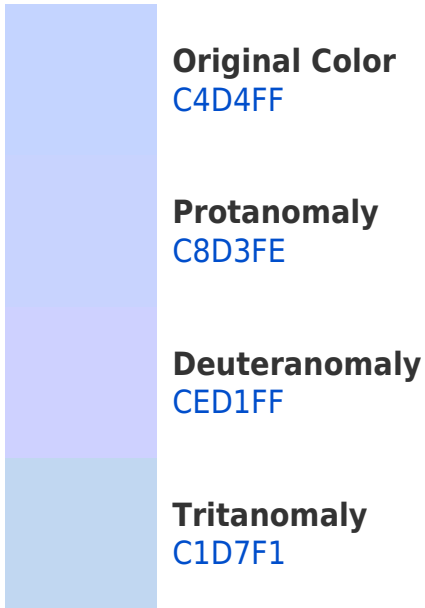 Original Color
C4D4FF
Protanomaly
C8D3FE
Deuteranomaly
CED1FF
Tritanomaly
C1D7F1